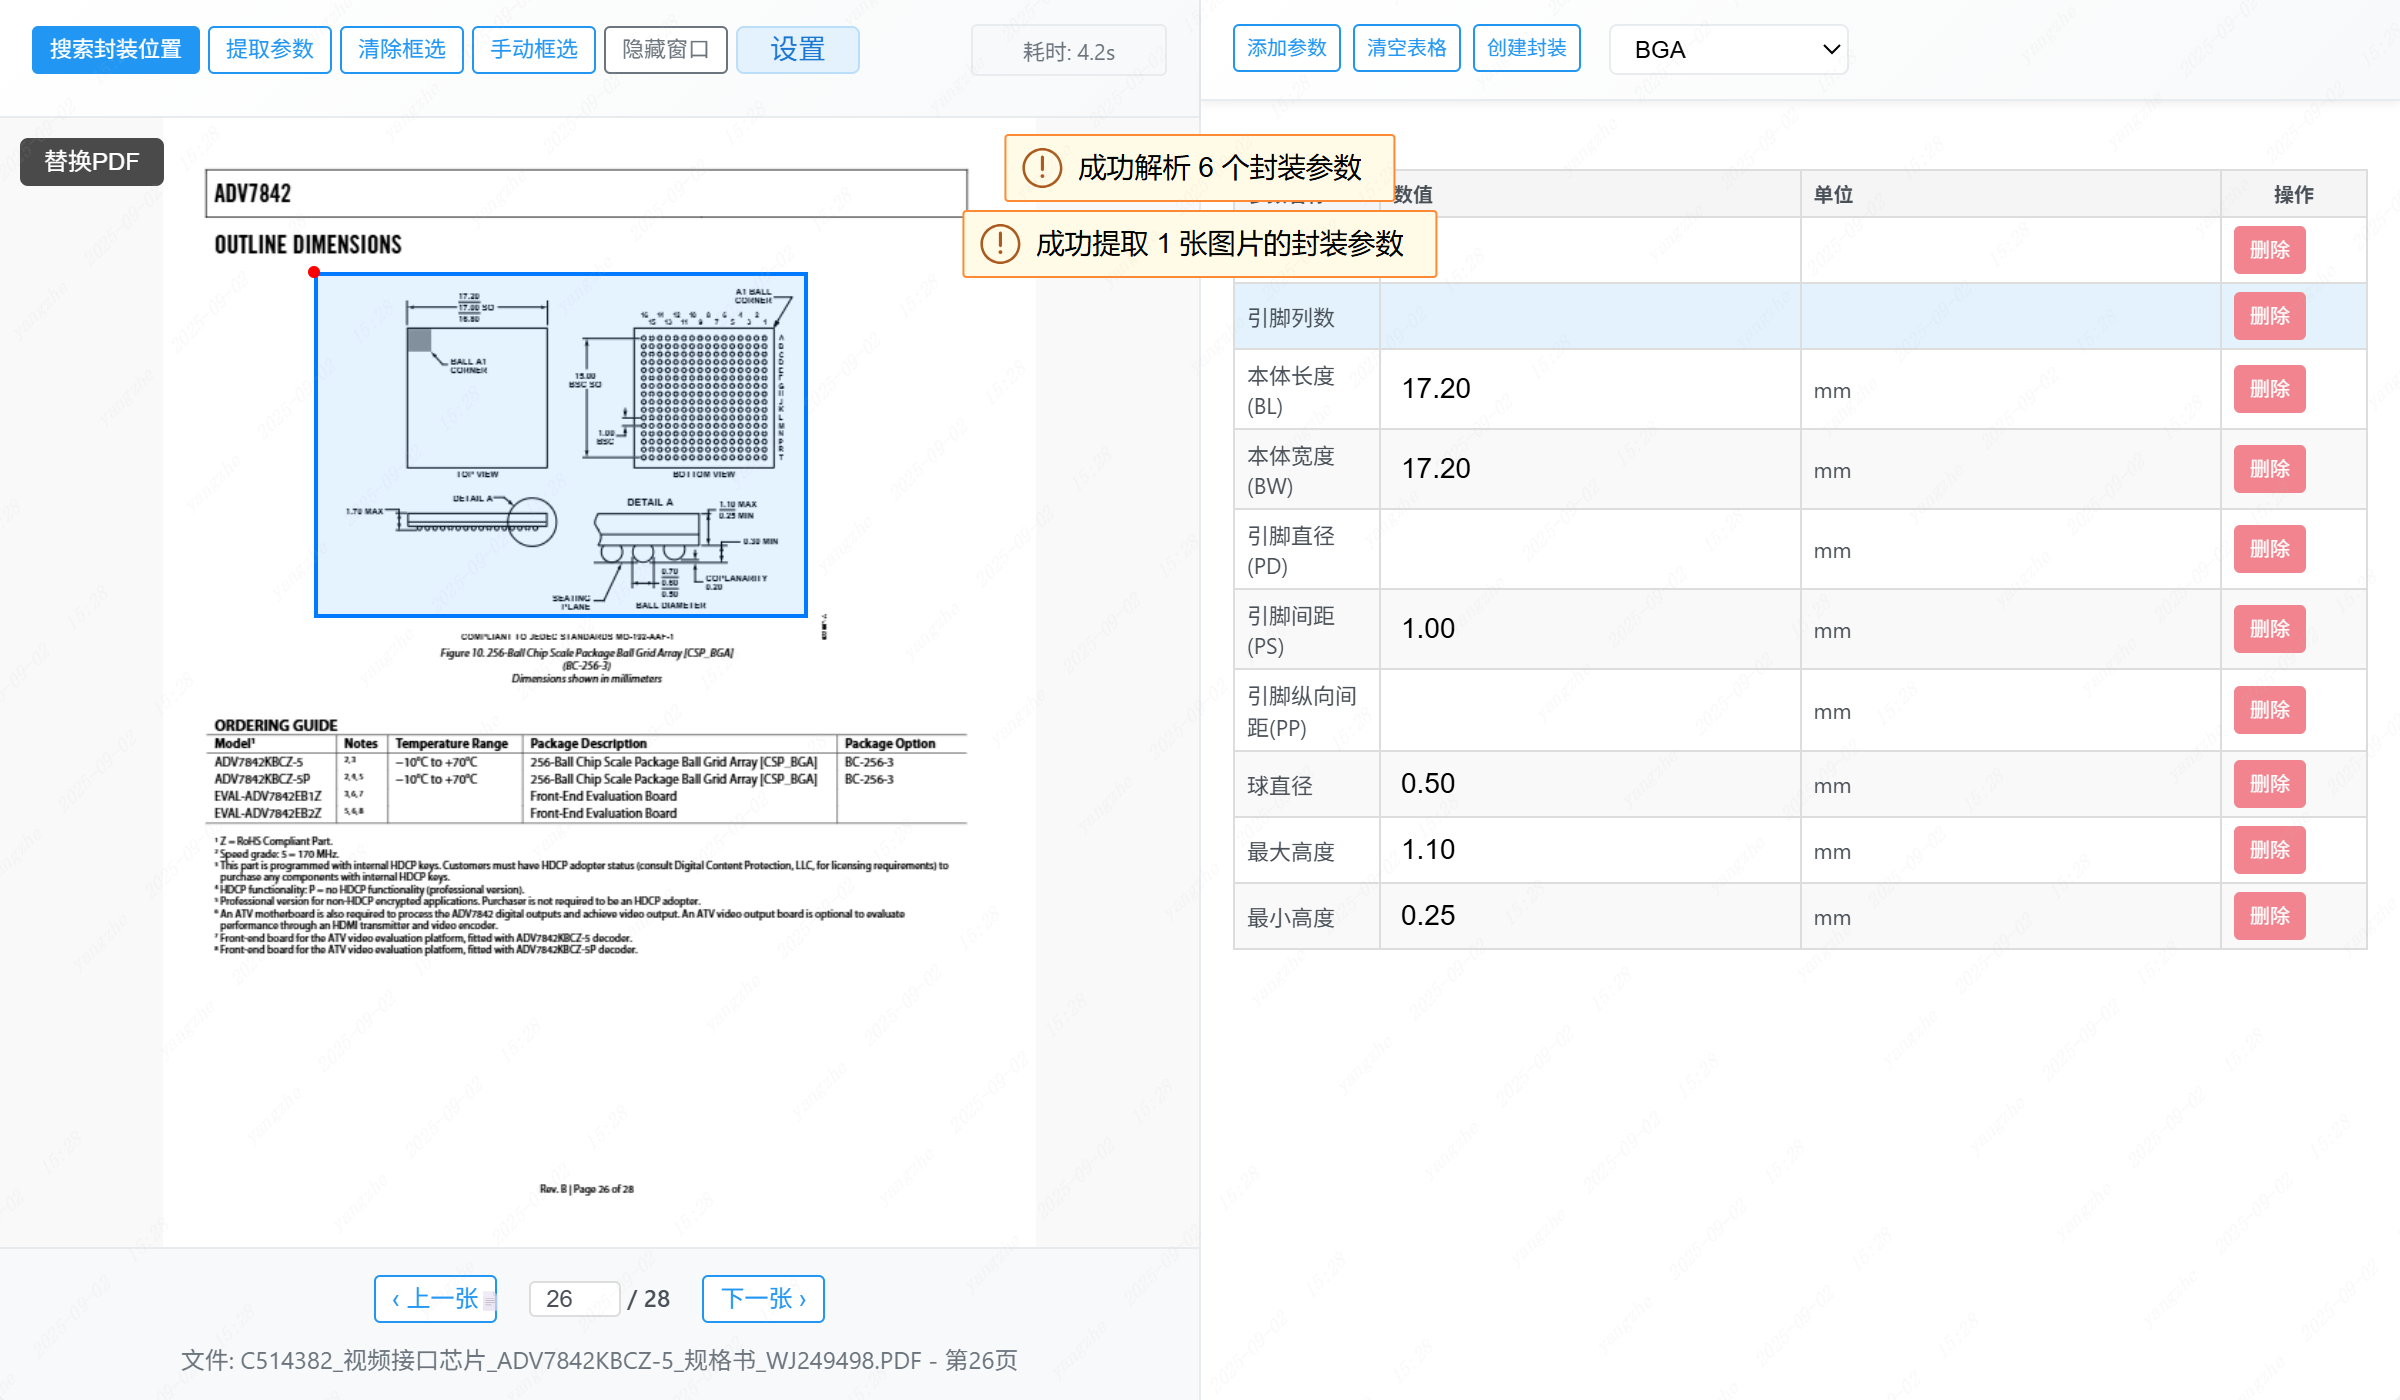 搜索封装位置
提取参数
清除框选
手动框选
隐藏窗口
设置
耗时: 4.2s
添加参数
清空表格
创建封装
BGA
替换PDF
成功解析 6 个封装参数
成功提取 1 张图片的封装参数
ADV7842
OUTLINE DIMENSIONS
17.20
17.00 SQ
16.80
BALL A1
CORNER
TOP VIEW
A1 BALL
CORNER
16 14 12 10 8 6 4 2
15 13 11 9 7 5 3 1
A
B
C
D
E
F
G
H
J
K
L
M
N
P
R
T
15.00
BSC SQ
1.00
BSC
BOTTOM VIEW
DETAIL A
1.70 MAX
DETAIL A
1.10 MAX
0.25 MIN
0.30 MIN
0.70
0.60
0.50
COPLANARITY
0.20
SEATING
PLANE
BALL DIAMETER
COMPLIANT TO JEDEC STANDARDS MO-192-AAF-1
Figure 10. 256-Ball Chip Scale Package Ball Grid Array [CSP_BGA]
(BC-256-3)
Dimensions shown in millimeters
ORDERING GUIDE
Model¹ Notes Temperature Range Package Description Package Option
ADV7842KBCZ-5 2,3 −10°C to +70°C 256-Ball Chip Scale Package Ball Grid Array [CSP_BGA] BC-256-3
ADV7842KBCZ-5P 2,4,5 −10°C to +70°C 256-Ball Chip Scale Package Ball Grid Array [CSP_BGA] BC-256-3
EVAL-ADV7842EB1Z 3,6,7 Front-End Evaluation Board
EVAL-ADV7842EB2Z 5,6,8 Front-End Evaluation Board
¹ Z = RoHS Compliant Part.
² Speed grade: 5 = 170 MHz.
³ This part is programmed with internal HDCP keys. Customers must have HDCP adopter status (consult Digital Content Protection, LLC, for licensing requirements) to
purchase any components with internal HDCP keys.
⁴ HDCP functionality: P = no HDCP functionality (professional version).
⁵ Professional version for non-HDCP encrypted applications. Purchaser is not required to be an HDCP adopter.
⁶ An ATV motherboard is also required to process the ADV7842 digital outputs and achieve video output. An ATV video output board is optional to evaluate
performance through an HDMI transmitter and video encoder.
⁷ Front-end board for the ATV video evaluation platform, fitted with ADV7842KBCZ-5 decoder.
⁸ Front-end board for the ATV video evaluation platform, fitted with ADV7842KBCZ-5P decoder.
Rev. B | Page 26 of 28
‹ 上一张
26 / 28
下一张 ›
文件: C514382_视频接口芯片_ADV7842KBCZ-5_规格书_WJ249498.PDF - 第26页
数值 单位 操作
删除
引脚列数 删除
本体长度
(BL) 17.20 mm 删除
本体宽度
(BW) 17.20 mm 删除
引脚直径
(PD) mm 删除
引脚间距
(PS) 1.00 mm 删除
引脚纵向间
距(PP) mm 删除
球直径 0.50 mm 删除
最大高度 1.10 mm 删除
最小高度 0.25 mm 删除